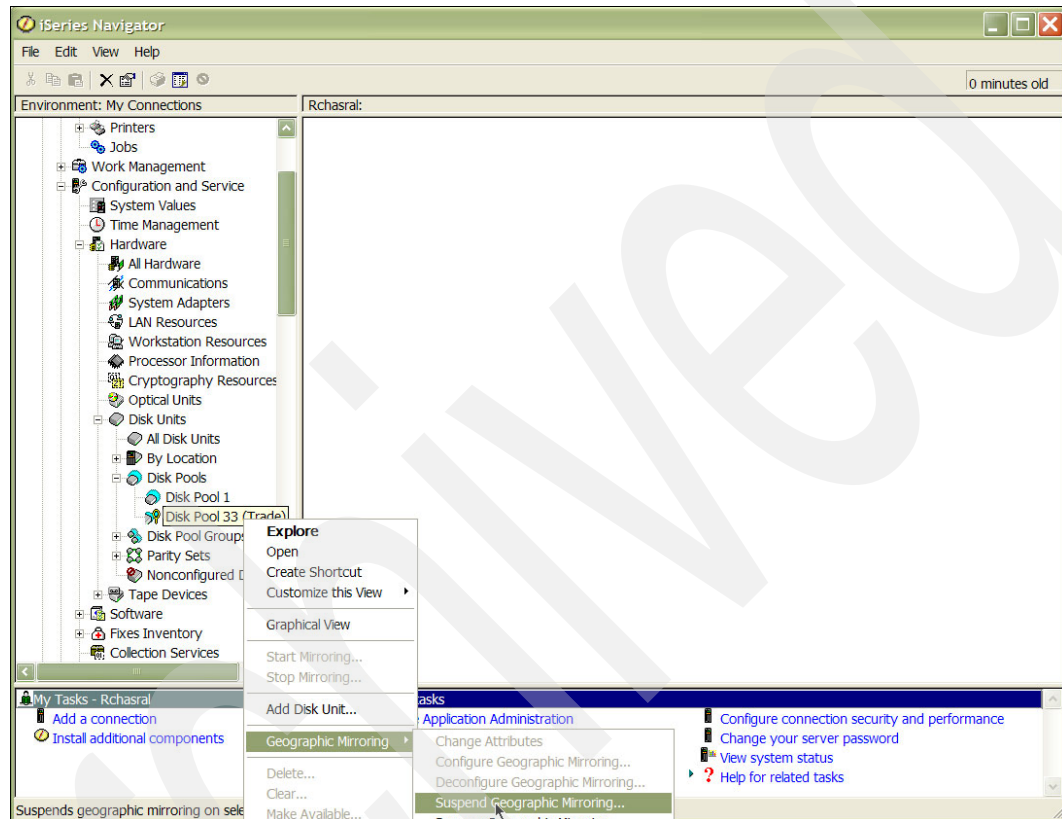 iSeries Navigator
File Edit View Help
0 minutes old
Environment: My Connections
Rchasral:
Printers
Jobs
Work Management
Configuration and Service
System Values
Time Management
Hardware
All Hardware
Communications
System Adapters
LAN Resources
Workstation Resources
Processor Information
Cryptography Resources
Optical Units
Disk Units
All Disk Units
By Location
Disk Pools
Disk Pool 1
Disk Pool 33 (Trade)
Disk Pool Groups
Parity Sets
Nonconfigured D
Tape Devices
Software
Fixes Inventory
Collection Services
Explore
Open
Create Shortcut
Customize this View
Graphical View
Start Mirroring...
Stop Mirroring...
Add Disk Unit...
Geographic Mirroring
Delete...
Clear...
Make Available...
Change Attributes
Configure Geographic Mirroring...
Deconfigure Geographic Mirroring...
Suspend Geographic Mirroring...
My Tasks - Rchasral
Add a connection
Install additional components
asks
Application Administration
Configure connection security and performance
Change your server password
View system status
Help for related tasks
Suspends geographic mirroring on sele